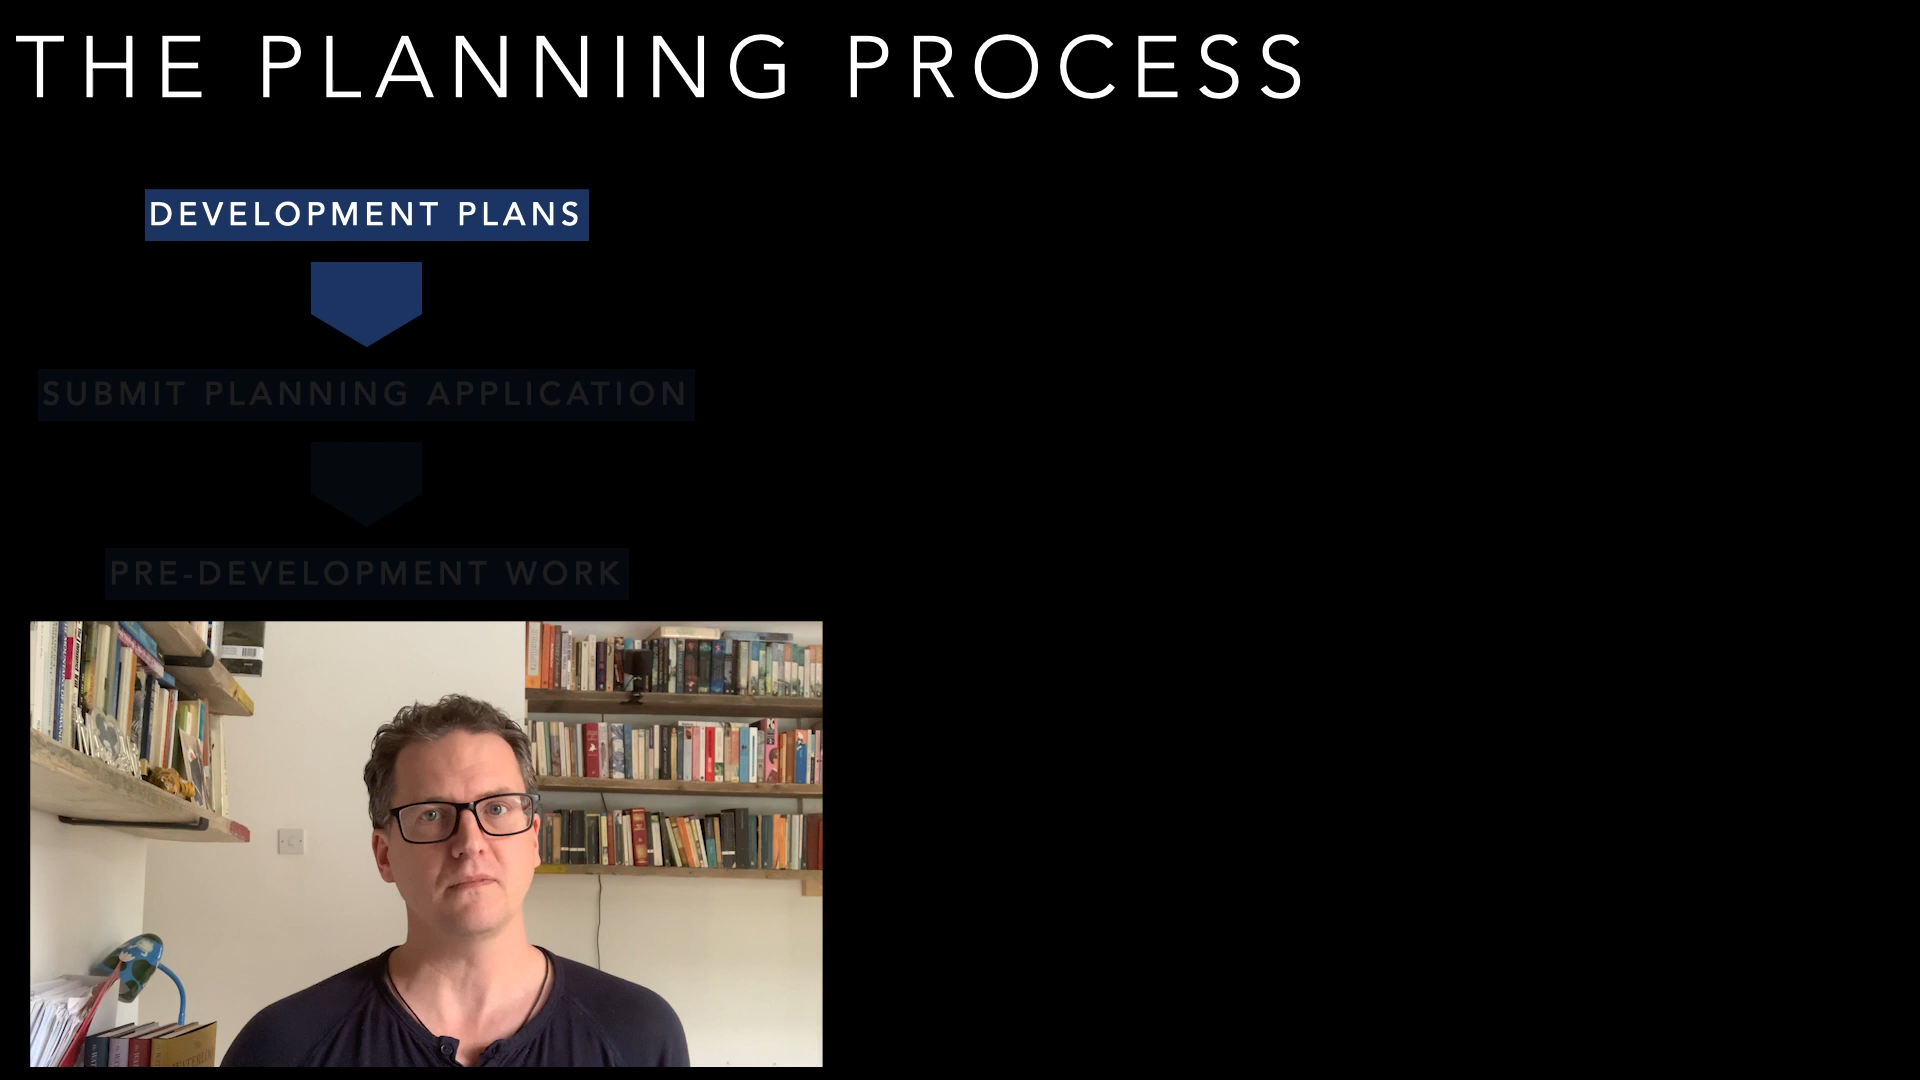 THE PLANNING PROCESS
DEVELOPMENT PLANS
SUBMIT PLANNING APPLICATION
PRE-DEVELOPMENT WORK